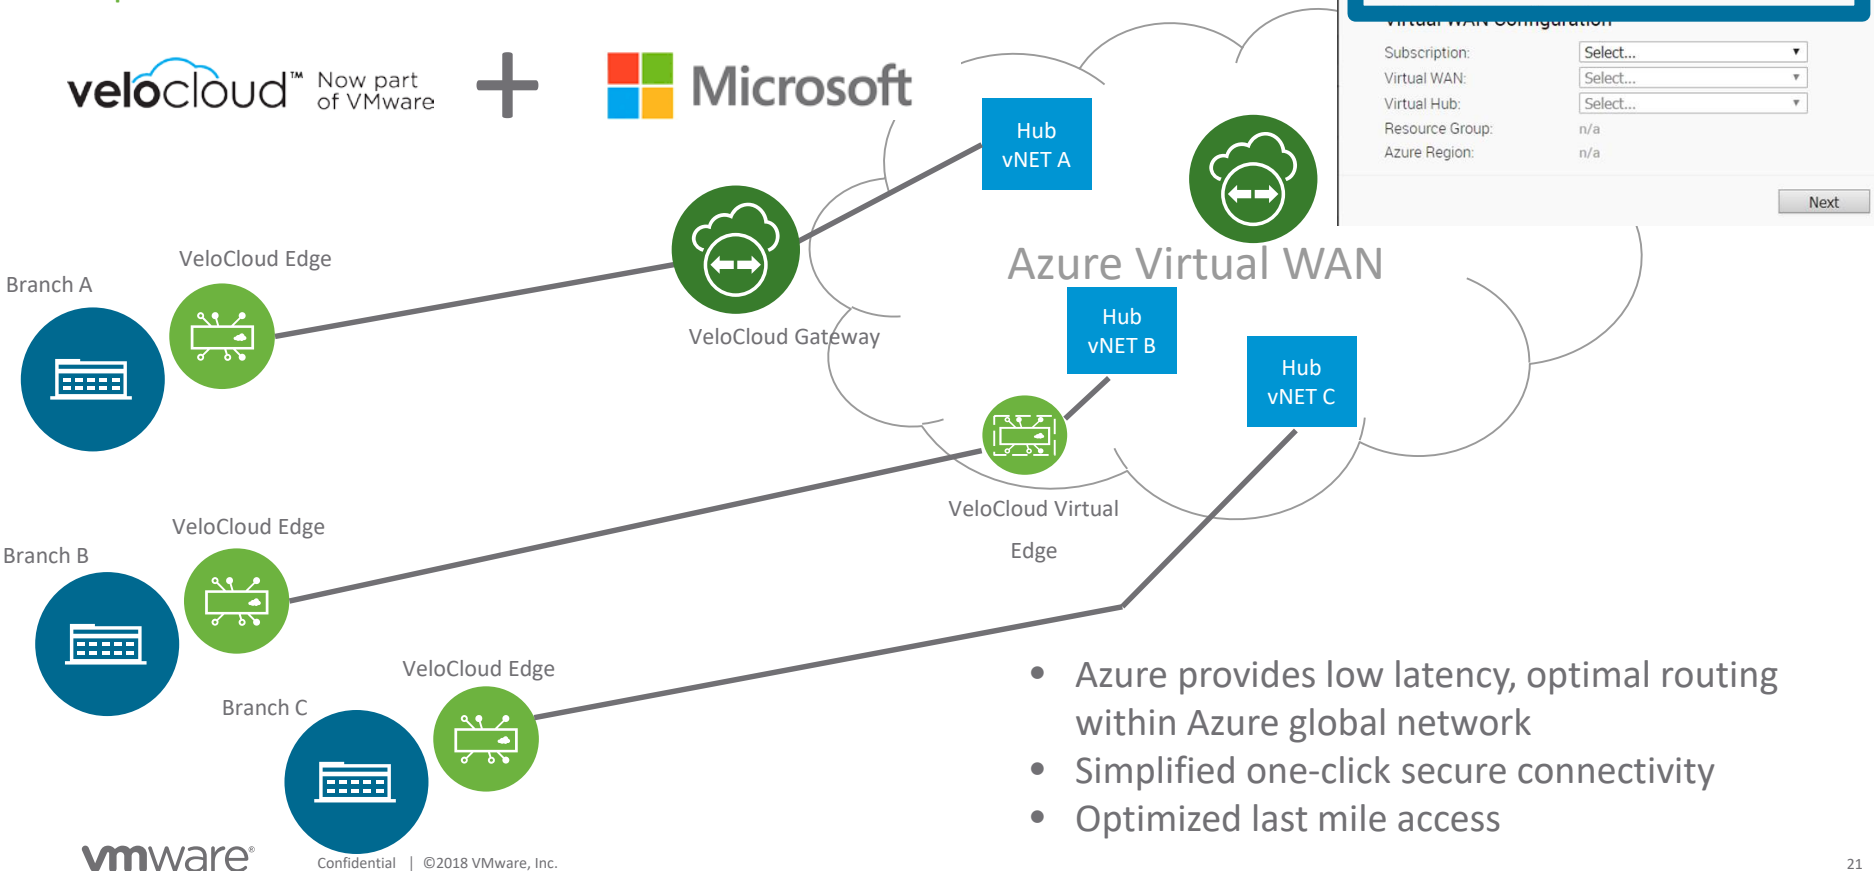 velocloud™ Now part
of VMware
Microsoft
Virtual WAN Configuration
Subscription: Select...
Virtual WAN: Select...
Virtual Hub: Select...
Resource Group: n/a
Azure Region: n/a
Next
Hub
vNET A
Azure Virtual WAN
VeloCloud Edge
Branch A
VeloCloud Gateway
Hub
vNET B
Hub
vNET C
VeloCloud Virtual
Edge
VeloCloud Edge
Branch B
VeloCloud Edge
Branch C
• Azure provides low latency, optimal routing
within Azure global network
• Simplified one-click secure connectivity
• Optimized last mile access
vmware®
Confidential | ©2018 VMware, Inc.
21